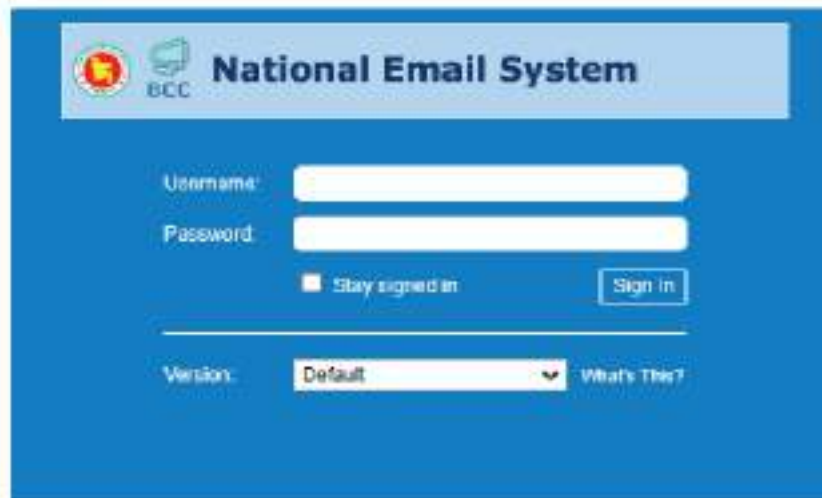 BCC National Email System
Username:
Password:
Stay signed in
Sign In
Version:
Default
What's This?